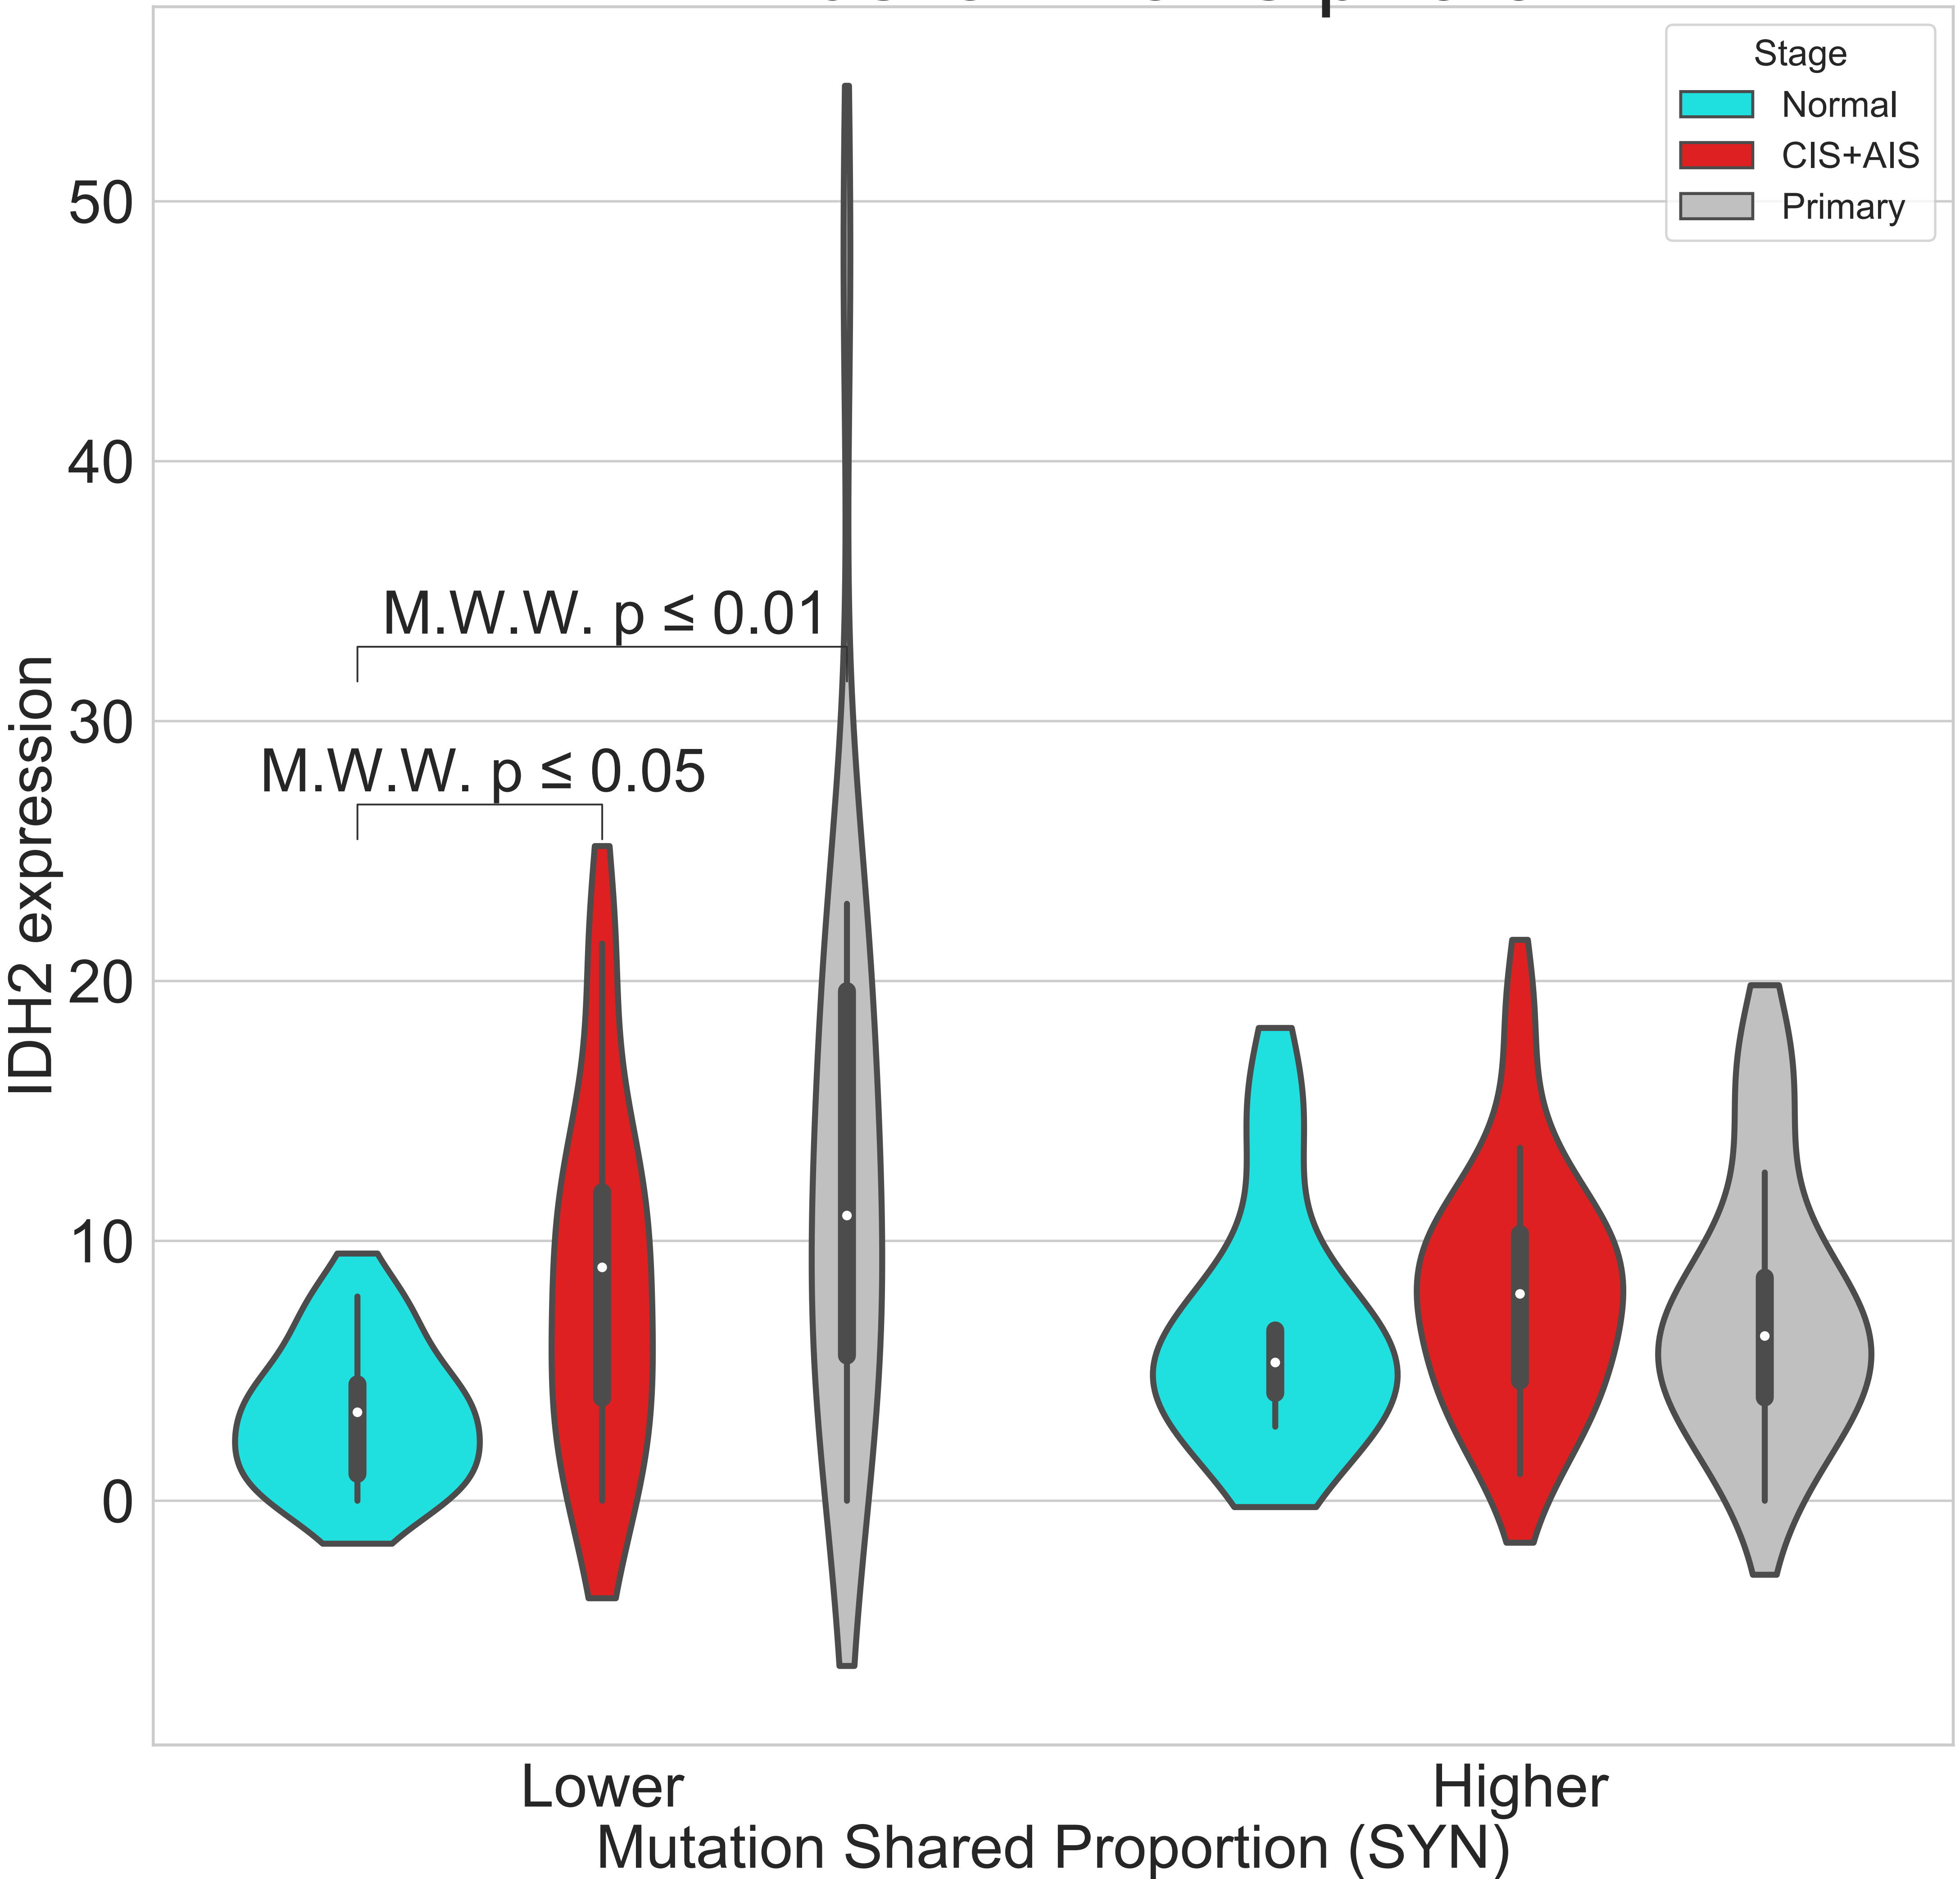 Stage
Normal
CIS+AIS
Primary
50
40
30
20
10
0
IDH2 expression
M.W.W. p ≤ 0.01
M.W.W. p ≤ 0.05
Lower
Higher
Mutation Shared Proportion (SYN)